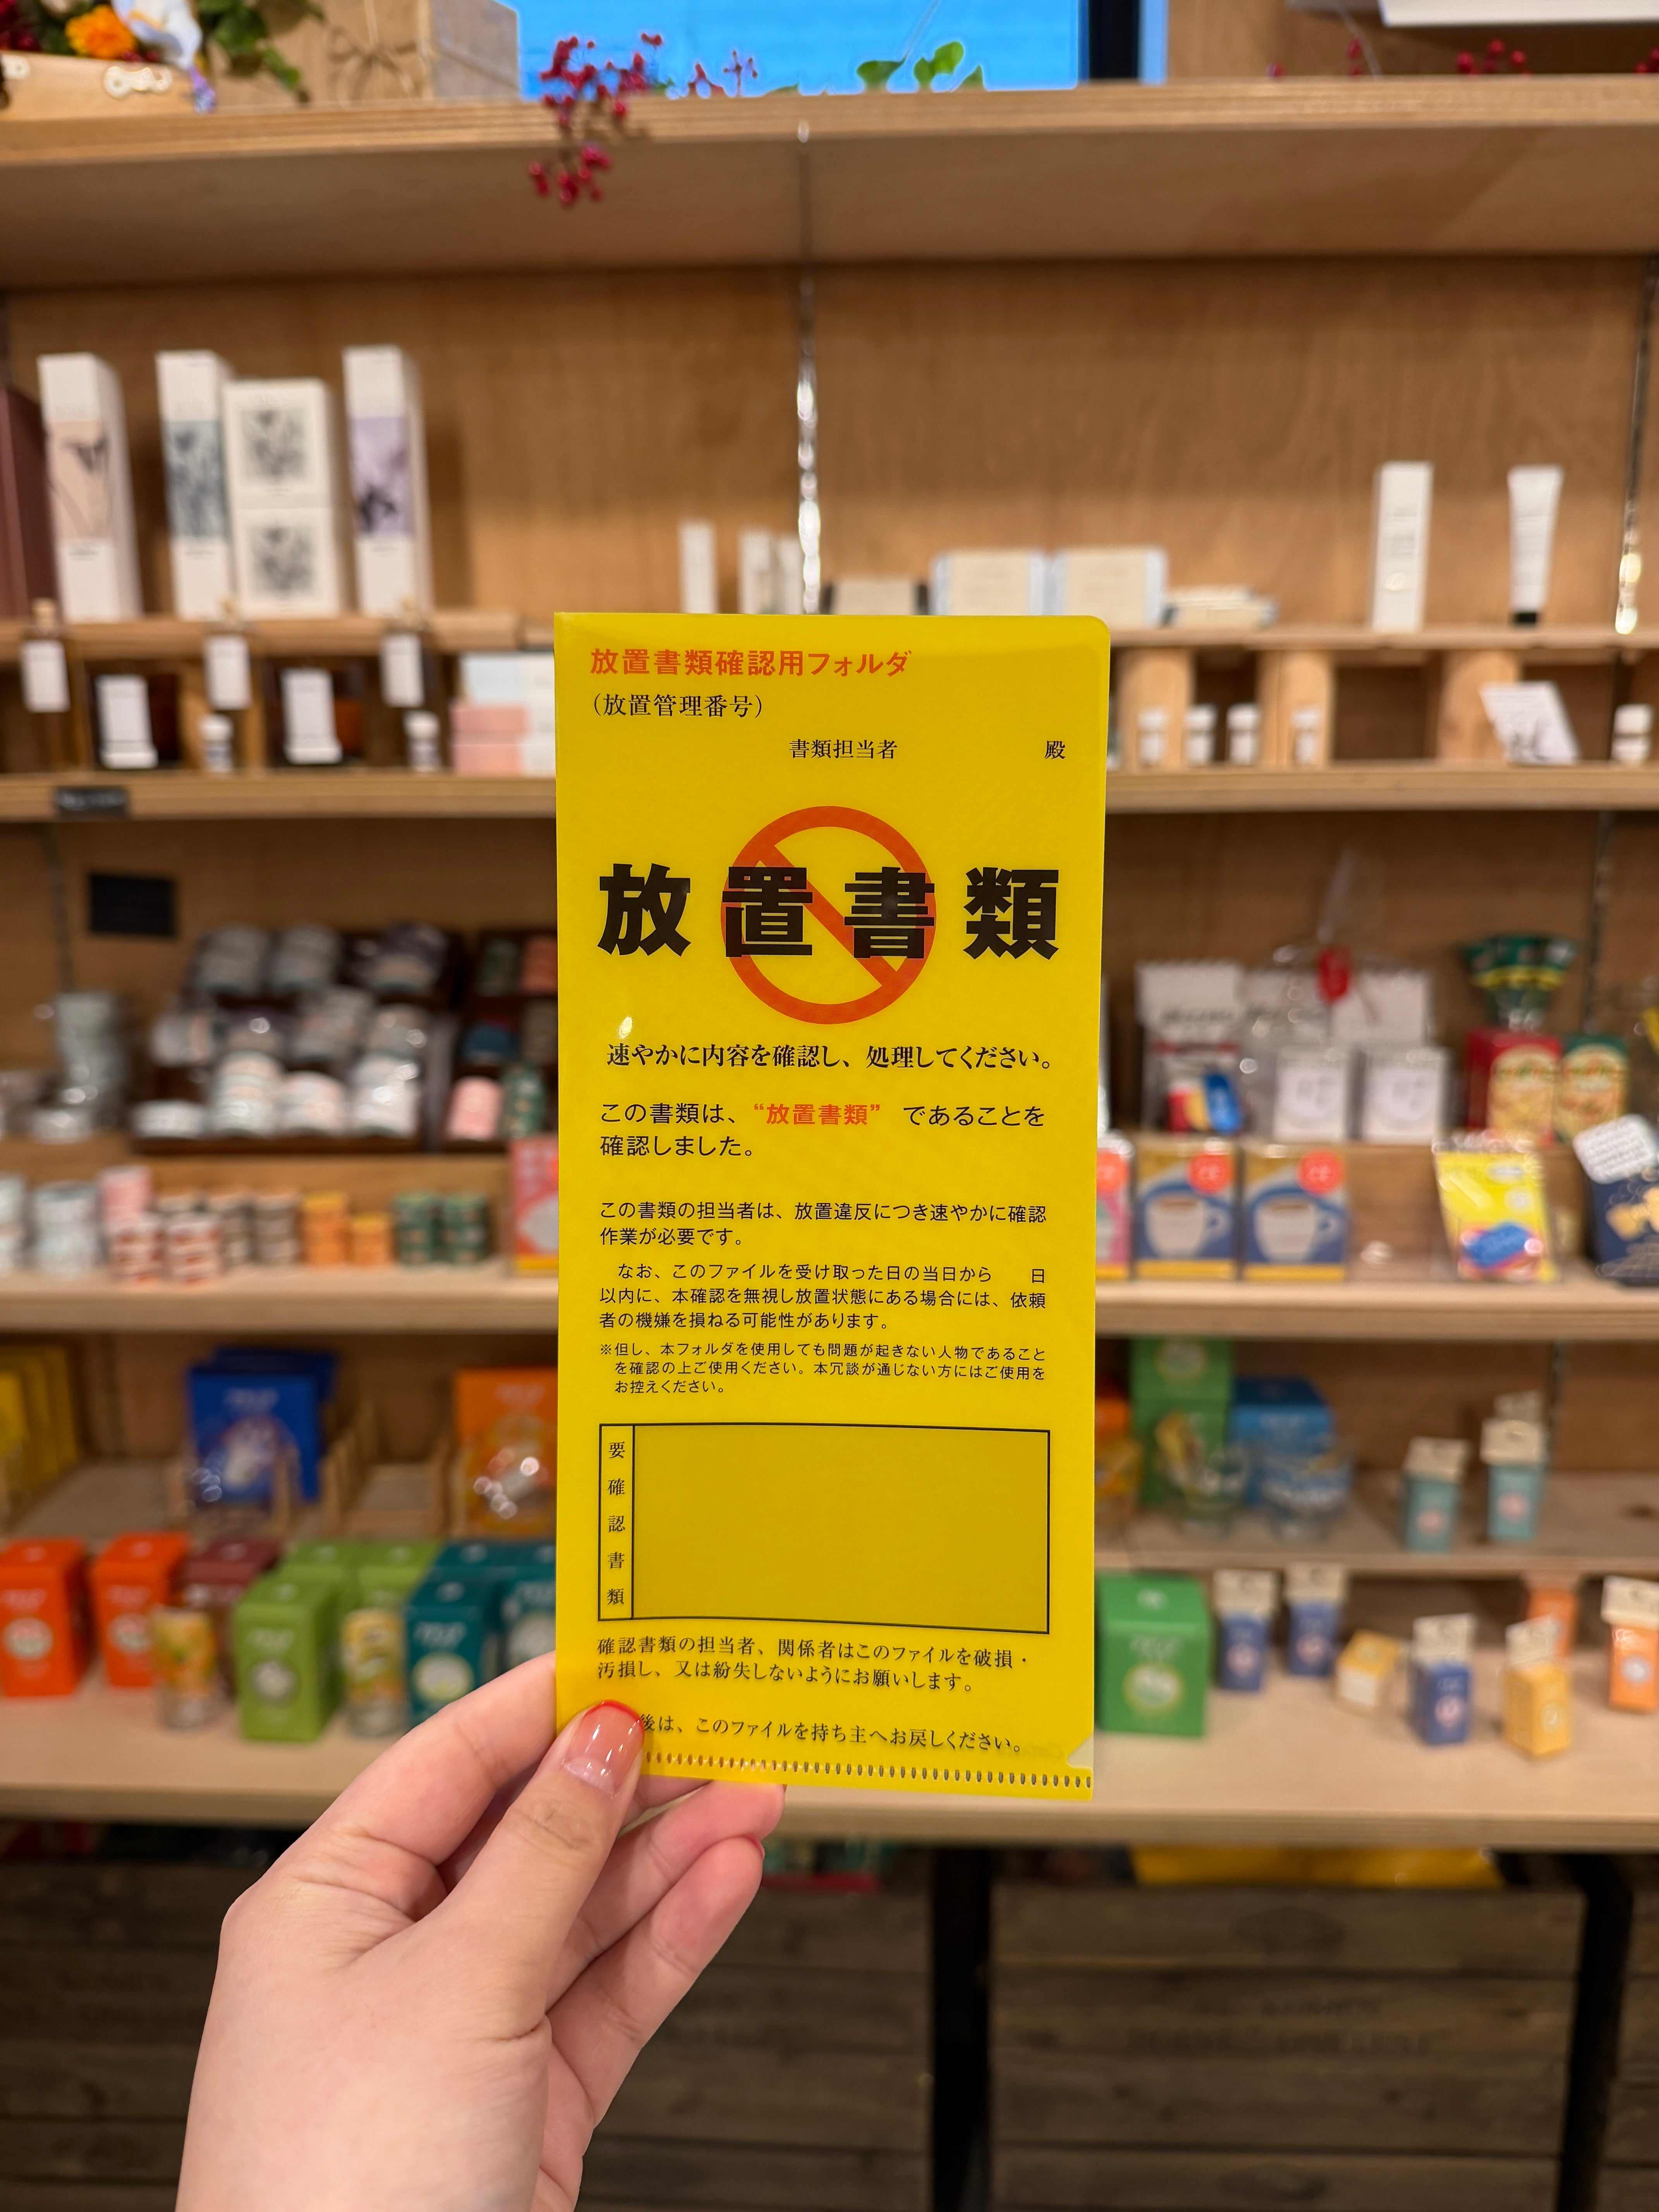 放置書類確認用フォルダ
(放置管理番号)
書類担当者 殿
放置書類
速やかに内容を確認し、処理してください。
この書類は、“放置書類” であることを
確認しました。
この書類の担当者は、放置違反につき速やかに確認
作業が必要です。
なお、このファイルを受け取った日の当日から 日
以内に、本確認を無視し放置状態にある場合には、依頼
者の機嫌を損ねる可能性があります。
※但し、本フォルダを使用しても問題が起きない人物であること
を確認の上ご使用ください。本冗談が通じない方にはご使用を
お控えください。
要確認書類
確認書類の担当者、関係者はこのファイルを破損・
汚損し、又は紛失しないようにお願いします。
後は、このファイルを持ち主へお戻しください。